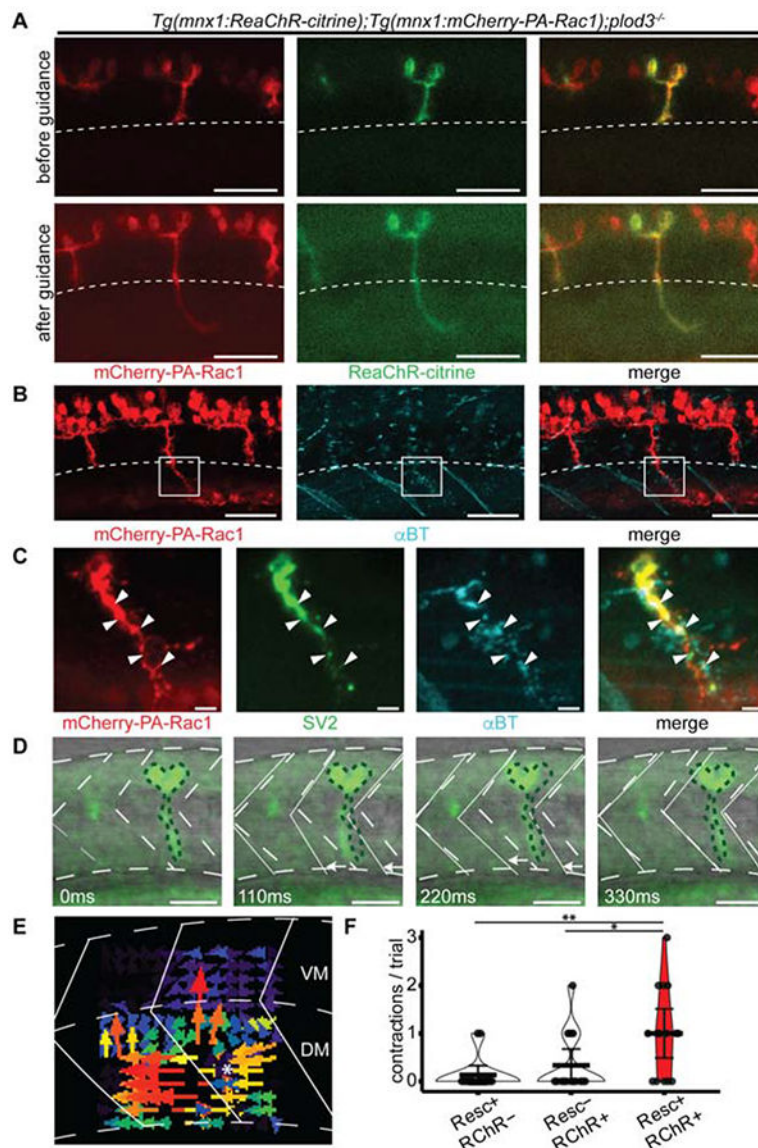 A
Tg(mnx1:ReaChR-citrine);Tg(mnx1:mCherry-PA-Rac1);plod3-/-
before guidance
after guidance
mCherry-PA-Rac1 ReaChR-citrine merge
B
mCherry-PA-Rac1 αBT merge
C
mCherry-PA-Rac1 SV2 αBT merge
D
0ms 110ms 220ms 330ms
E
VM
DM
F
**
*
contractions / trial
3
2
1
0
Resc+ RChR−
Resc− RChR+
Resc+ RChR+
*